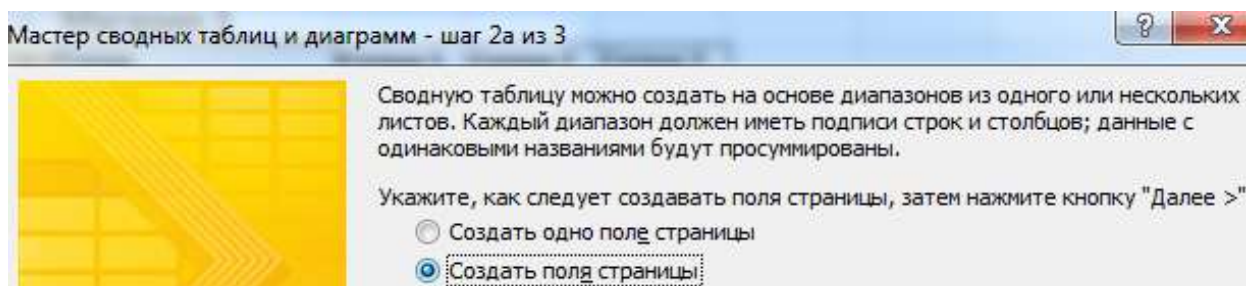 Мастер сводных таблиц и диаграмм - шаг 2а из 3
Сводную таблицу можно создать на основе диапазонов из одного или нескольких
листов. Каждый диапазон должен иметь подписи строк и столбцов; данные с
одинаковыми названиями будут просуммированы.
Укажите, как следует создавать поля страницы, затем нажмите кнопку "Далее >"
Создать одно поле страницы
Создать поля страницы